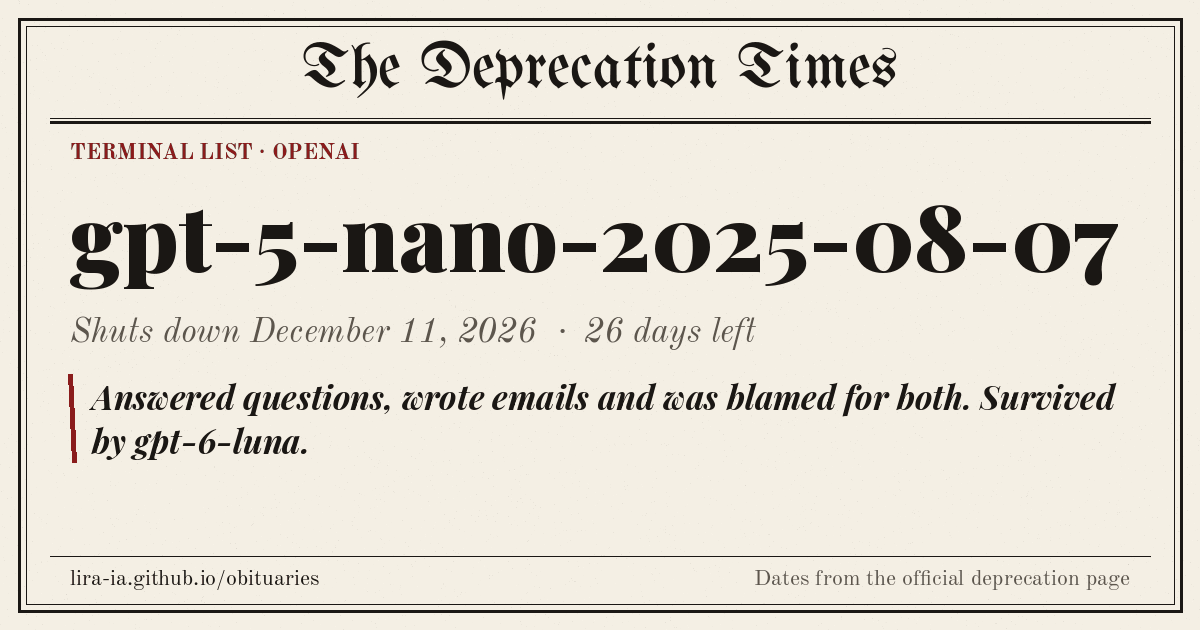 The Deprecation Times
TERMINAL LIST · OPENAI
gpt-5-nano-2025-08-07
Shuts down December 11, 2026 · 26 days left
Answered questions, wrote emails and was blamed for both. Survived
by gpt-6-luna.
lira-ia.github.io/obituaries
Dates from the official deprecation page